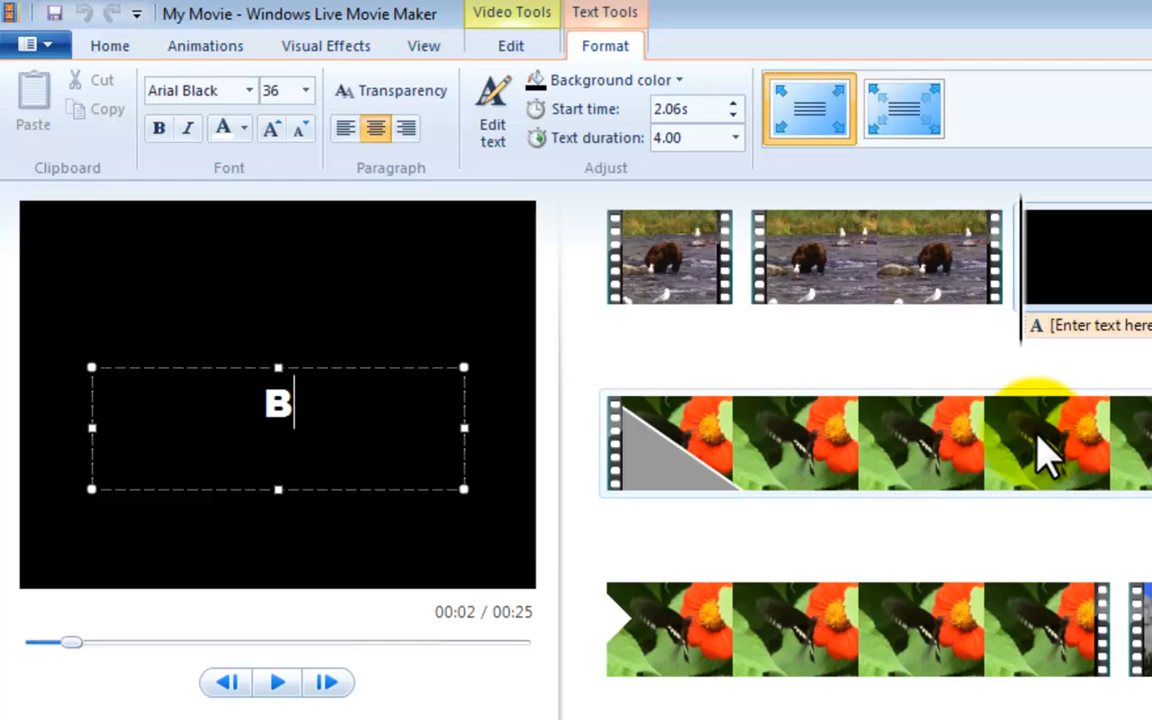 My Movie - Windows Live Movie Maker
Video Tools
Text Tools
Home
Animations
Visual Effects
View
Edit
Format
Paste
Cut
Copy
Clipboard
Arial Black
36
B I A A A
Font
Transparency
Paragraph
Edit text
Background color
Start time: 2.06s
Text duration: 4.00
Adjust
B
A [Enter text here
00:02 / 00:25